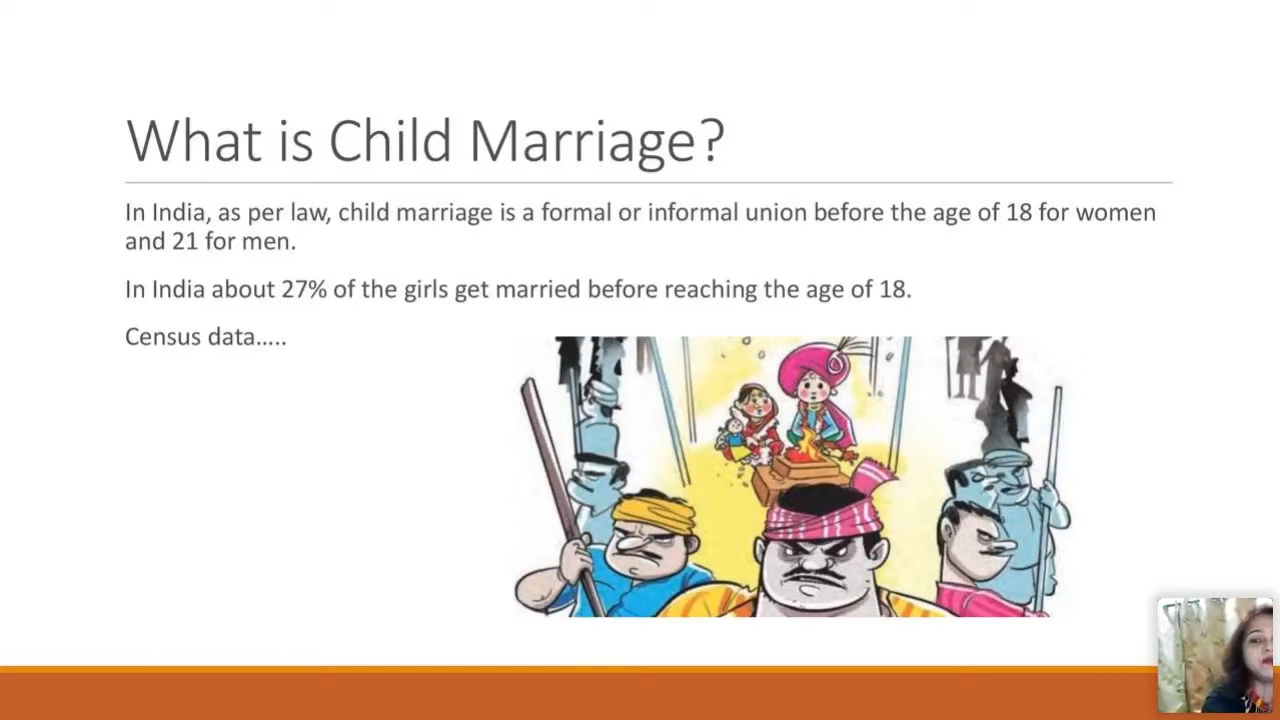 What is Child Marriage?
In India, as per law, child marriage is a formal or informal union before the age of 18 for women
and 21 for men.
In India about 27% of the girls get married before reaching the age of 18.
Census data.....